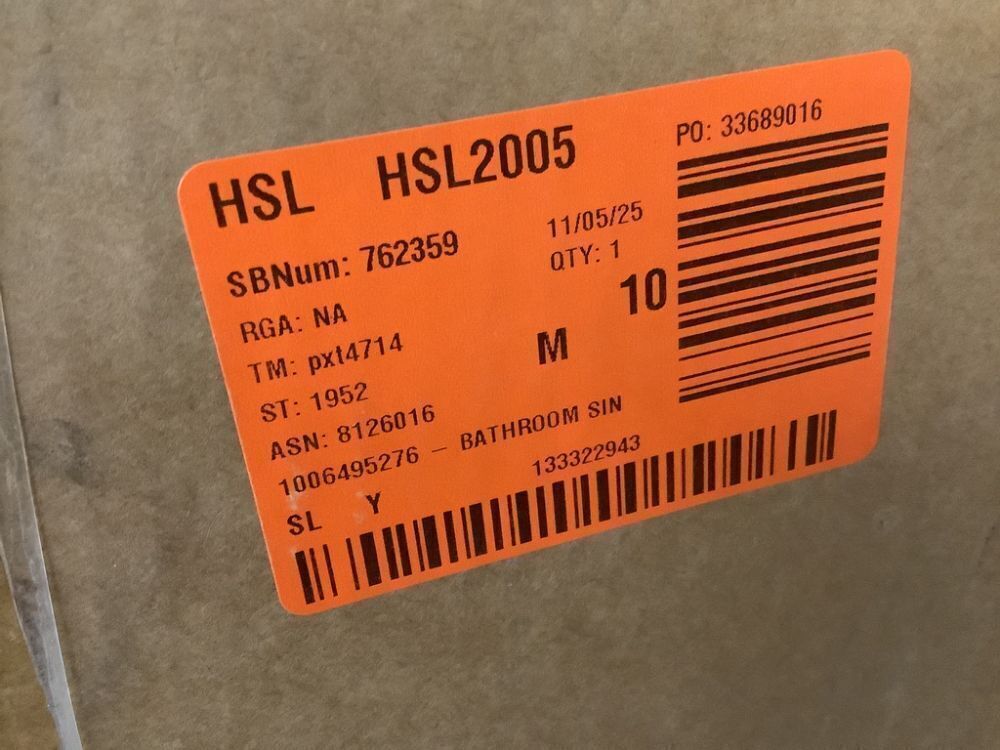 HSL HSL2005
PO: 33689016
SBNum: 762359
11/05/25
RGA: NA
QTY: 1
10
TM: pxt4714
M
ST: 1952
ASN: 8126016
1006495276 – BATHROOM SIN
SL Y
133322943